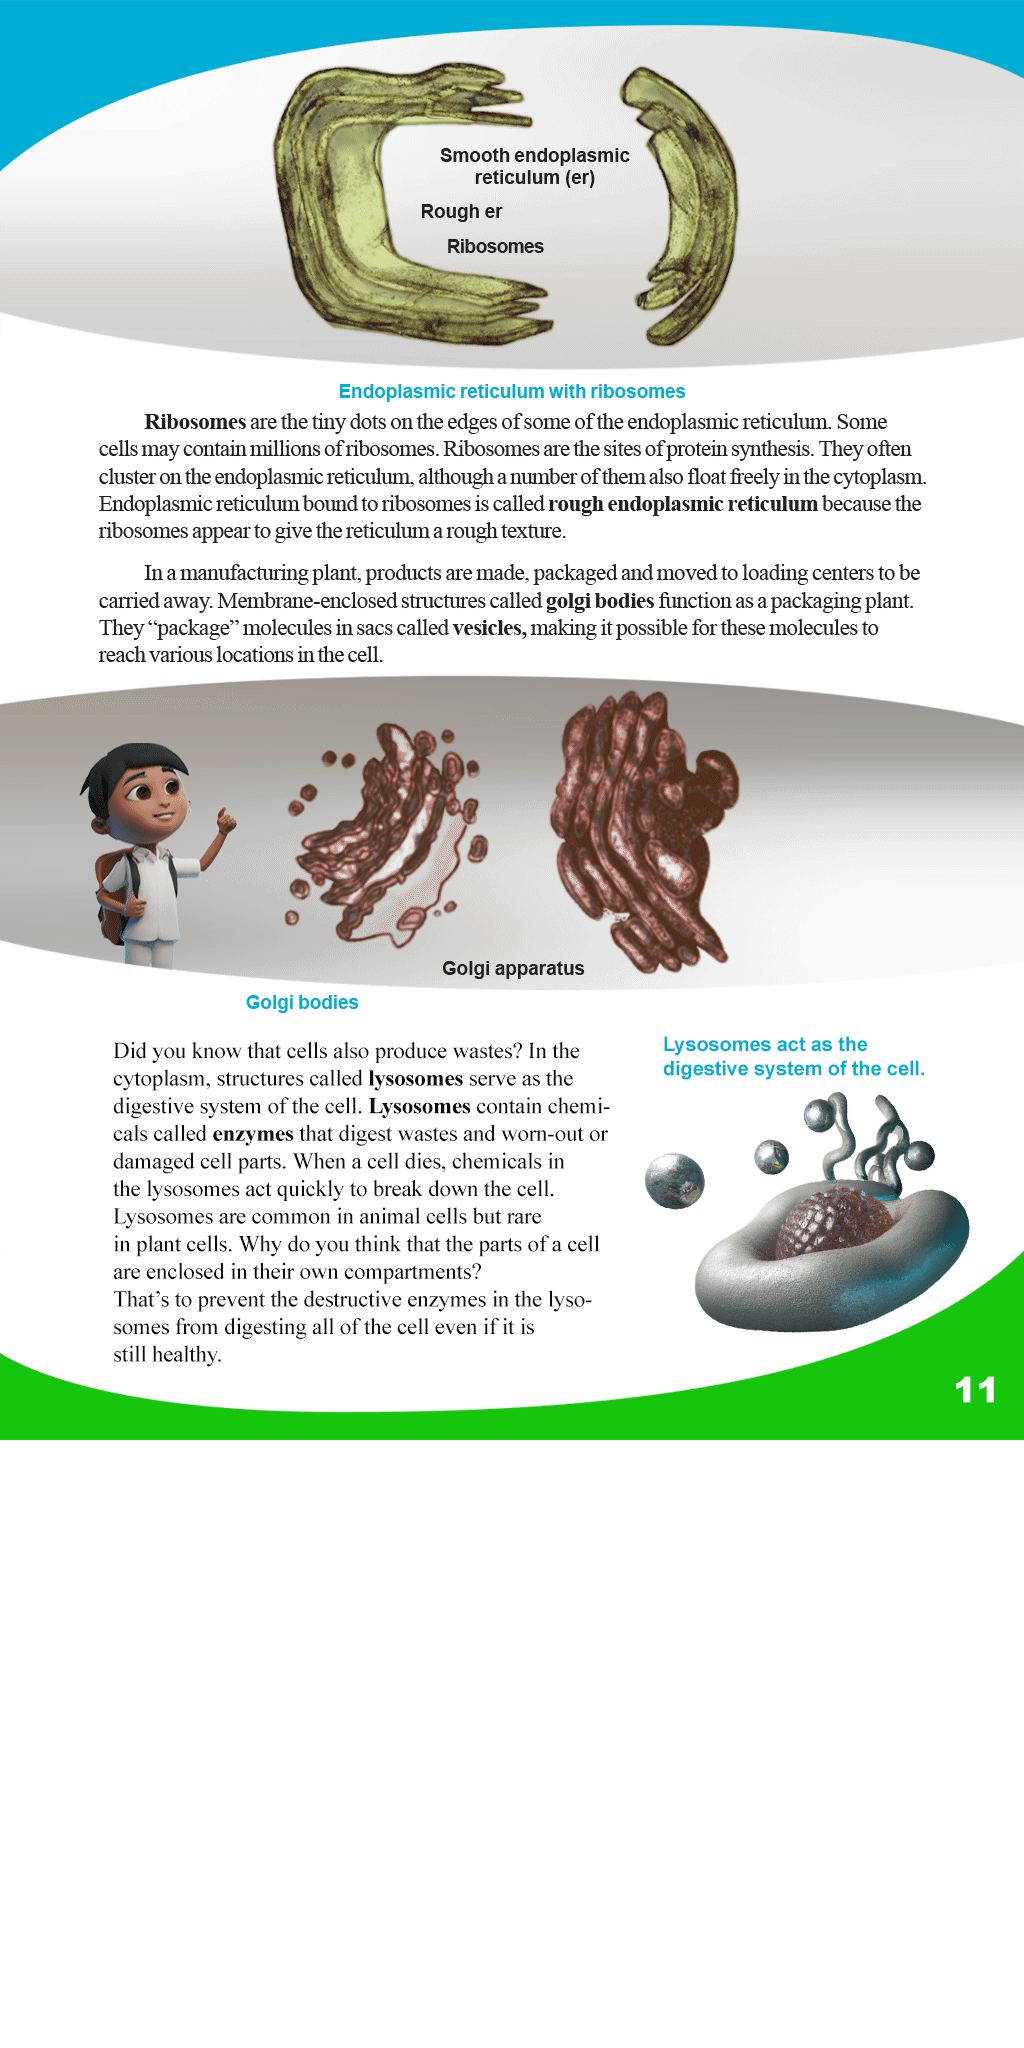 Smooth endoplasmic
reticulum (er)
Rough er
Ribosomes
Endoplasmic reticulum with ribosomes
Ribosomes are the tiny dots on the edges of some of the endoplasmic reticulum. Some
cells may contain millions of ribosomes. Ribosomes are the sites of protein synthesis. They often
cluster on the endoplasmic reticulum, although a number of them also float freely in the cytoplasm.
Endoplasmic reticulum bound to ribosomes is called rough endoplasmic reticulum because the
ribosomes appear to give the reticulum a rough texture.
In a manufacturing plant, products are made, packaged and moved to loading centers to be
carried away. Membrane-enclosed structures called golgi bodies function as a packaging plant.
They “package” molecules in sacs called vesicles, making it possible for these molecules to
reach various locations in the cell.
Golgi apparatus
Golgi bodies
Did you know that cells also produce wastes? In the
cytoplasm, structures called lysosomes serve as the
digestive system of the cell. Lysosomes contain chemi-
cals called enzymes that digest wastes and worn-out or
damaged cell parts. When a cell dies, chemicals in
the lysosomes act quickly to break down the cell.
Lysosomes are common in animal cells but rare
in plant cells. Why do you think that the parts of a cell
are enclosed in their own compartments?
That’s to prevent the destructive enzymes in the lyso-
somes from digesting all of the cell even if it is
still healthy.
Lysosomes act as the
digestive system of the cell.
11